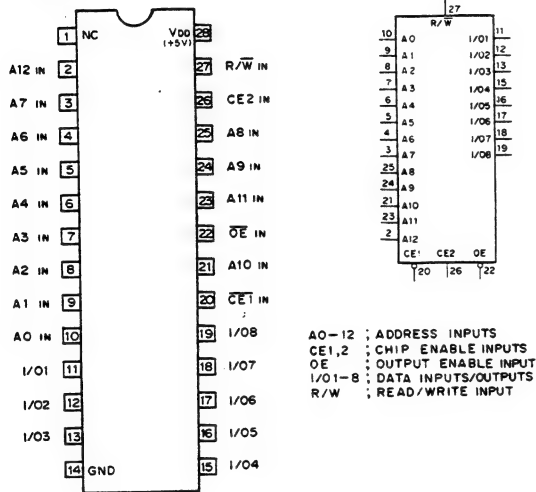 1 NC VDD (+5V) 28
A12 IN 2 27 R/W̅ IN
A7 IN 3 26 CE2 IN
A6 IN 4 25 A8 IN
A5 IN 5 24 A9 IN
A4 IN 6 23 A11 IN
A3 IN 7 22 O̅E̅ IN
A2 IN 8 21 A10 IN
A1 IN 9 20 C̅E̅1̅ IN
A0 IN 10 19 I/O8
I/O1 11 18 I/O7
I/O2 12 17 I/O6
I/O3 13 16 I/O5
14 GND 15 I/O4
27
R/W̅
10 A0 I/O1 11
9 A1 I/O2 12
8 A2 I/O3 13
7 A3 I/O4 15
6 A4 I/O5 16
5 A5 I/O6 17
4 A6 I/O7 18
3 A7 I/O8 19
25 A8
24 A9
21 A10
23 A11
2 A12
CE1 CE2 OE
20 26 22
A0-12 ; ADDRESS INPUTS
CE1,2 ; CHIP ENABLE INPUTS
OE ; OUTPUT ENABLE INPUT
I/O1-8 ; DATA INPUTS/OUTPUTS
R/W ; READ/WRITE INPUT